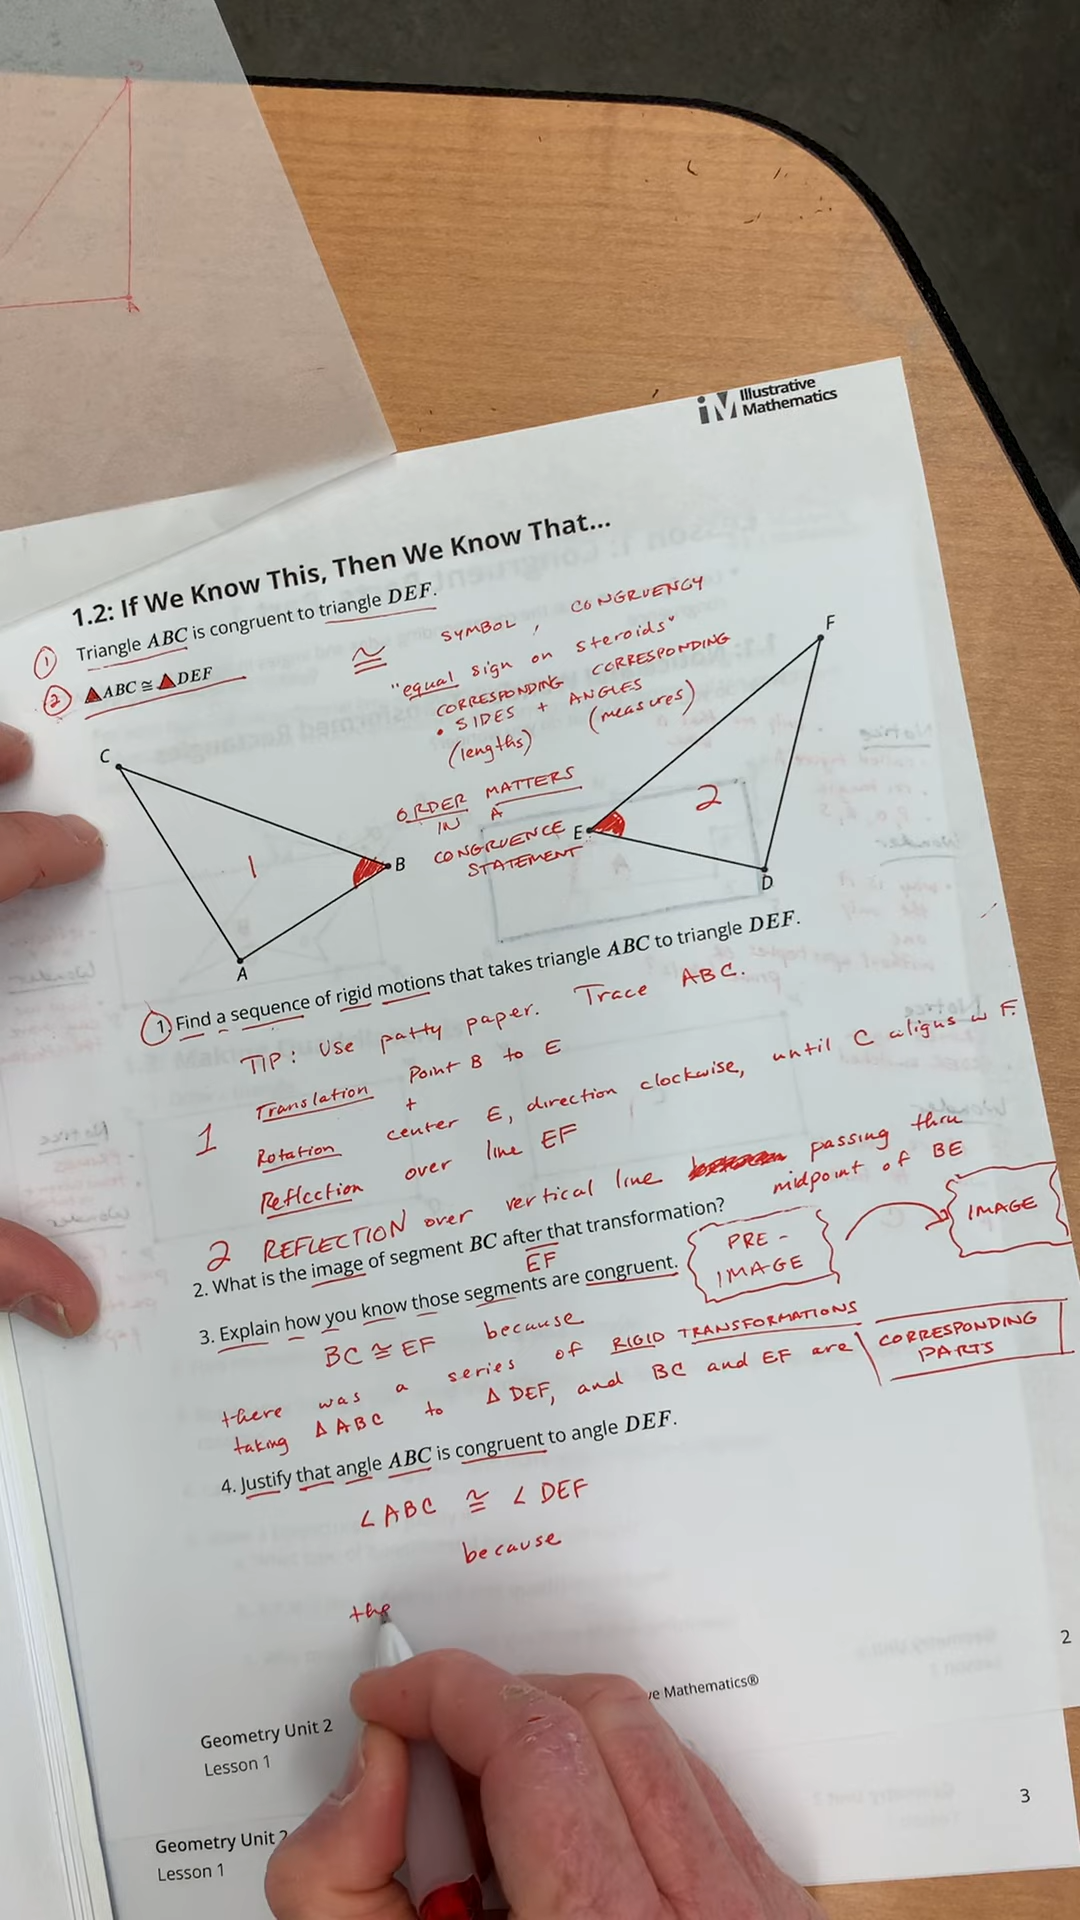 Illustrative
Mathematics
1.2: If We Know This, Then We Know That...
① Triangle ABC is congruent to triangle DEF.
② ▲ABC ≅ ▲DEF
≅ SYMBOL, CONGRUENCY
"equal sign on steroids"
CORRESPONDING CORRESPONDING
• SIDES + ANGLES
(lengths) (measures)
ORDER MATTERS
IN A
CONGRUENCE
STATEMENT
C
1
B
A
F
2
E
D
1. Find a sequence of rigid motions that takes triangle ABC to triangle DEF.
TIP: Use patty paper. Trace ABC.
1
Translation Point B to E
+
Rotation center E, direction clockwise, until C aligns w F.
Reflection over line EF
2 REFLECTION over vertical line passing thru
midpoint of BE
2. What is the image of segment BC after that transformation?
EF
PRE-
IMAGE
IMAGE
3. Explain how you know those segments are congruent.
BC ≅ EF because
there was a series of RIGID TRANSFORMATIONS
taking Δ ABC to Δ DEF, and BC and EF are
CORRESPONDING
PARTS
4. Justify that angle ABC is congruent to angle DEF.
∠ABC ≅ ∠DEF
because
the
2
Mathematics®
Geometry Unit 2
Lesson 1
3
Geometry Unit 2
Lesson 1